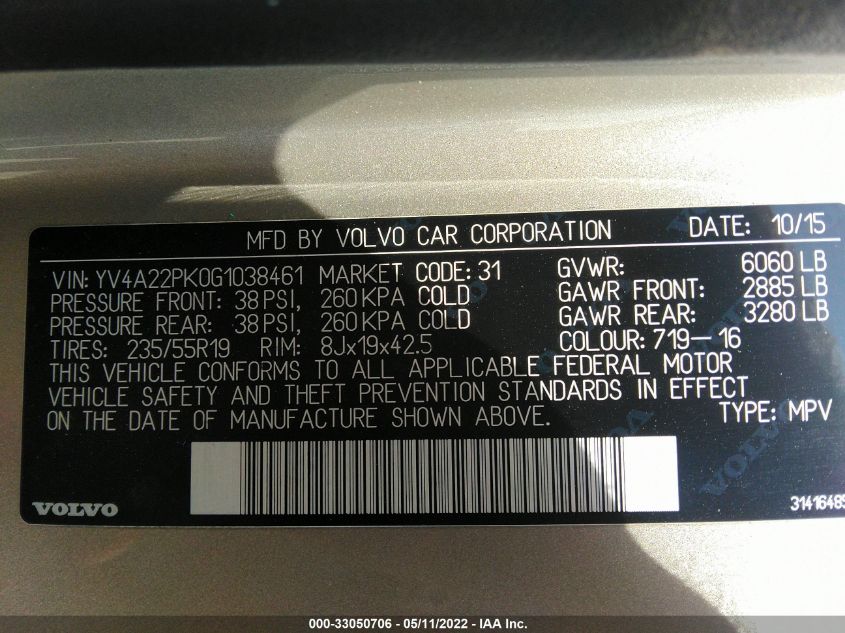 MFD BY VOLVO CAR CORPORATION DATE: 10/15
VIN: YV4A22PK0G1038461 MARKET CODE: 31 GVWR: 6060 LB
PRESSURE FRONT: 38 PSI, 260 KPA COLD GAWR FRONT: 2885 LB
PRESSURE REAR: 38 PSI, 260 KPA COLD GAWR REAR: 3280 LB
TIRES: 235/55R19 RIM: 8Jx19x42.5 COLOUR: 719-16
THIS VEHICLE CONFORMS TO ALL APPLICABLE FEDERAL MOTOR
VEHICLE SAFETY AND THEFT PREVENTION STANDARDS IN EFFECT
ON THE DATE OF MANUFACTURE SHOWN ABOVE. TYPE: MPV
VOLVO
VOLVO
VOLVO
31416485
000-33050706 - 05/11/2022 - IAA Inc.